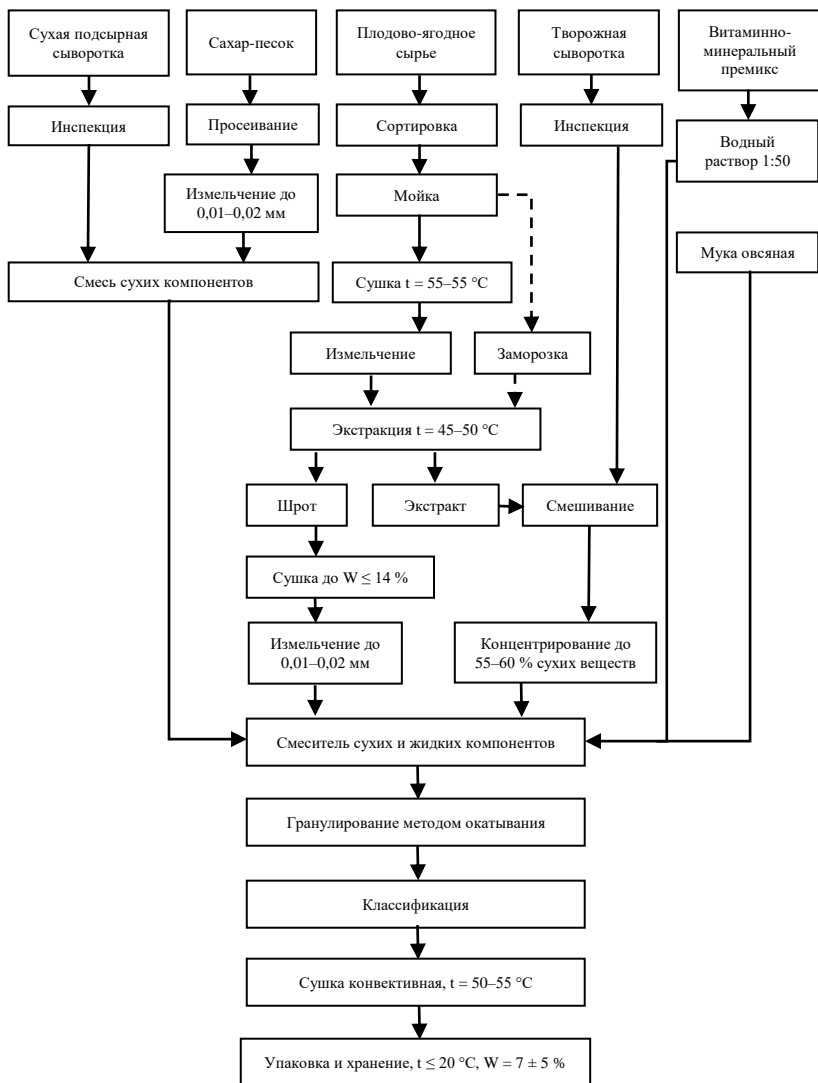 Сухая подсырная
сыворотка
Сахар-песок
Плодово-ягодное
сырье
Творожная
сыворотка
Витаминно-
минеральный
премикс
Инспекция
Просеивание
Сортировка
Инспекция
Водный
раствор 1:50
Измельчение до
0,01–0,02 мм
Мойка
Мука овсяная
Смесь сухих компонентов
Сушка t = 55–55 °C
Измельчение
Заморозка
Экстракция t = 45–50 °C
Шрот
Экстракт
Смешивание
Сушка до W ≤ 14 %
Измельчение до
0,01–0,02 мм
Концентрирование до
55–60 % сухих веществ
Смеситель сухих и жидких компонентов
Гранулирование методом окатывания
Классификация
Сушка конвективная, t = 50–55 °C
Упаковка и хранение, t ≤ 20 °C, W = 7 ± 5 %